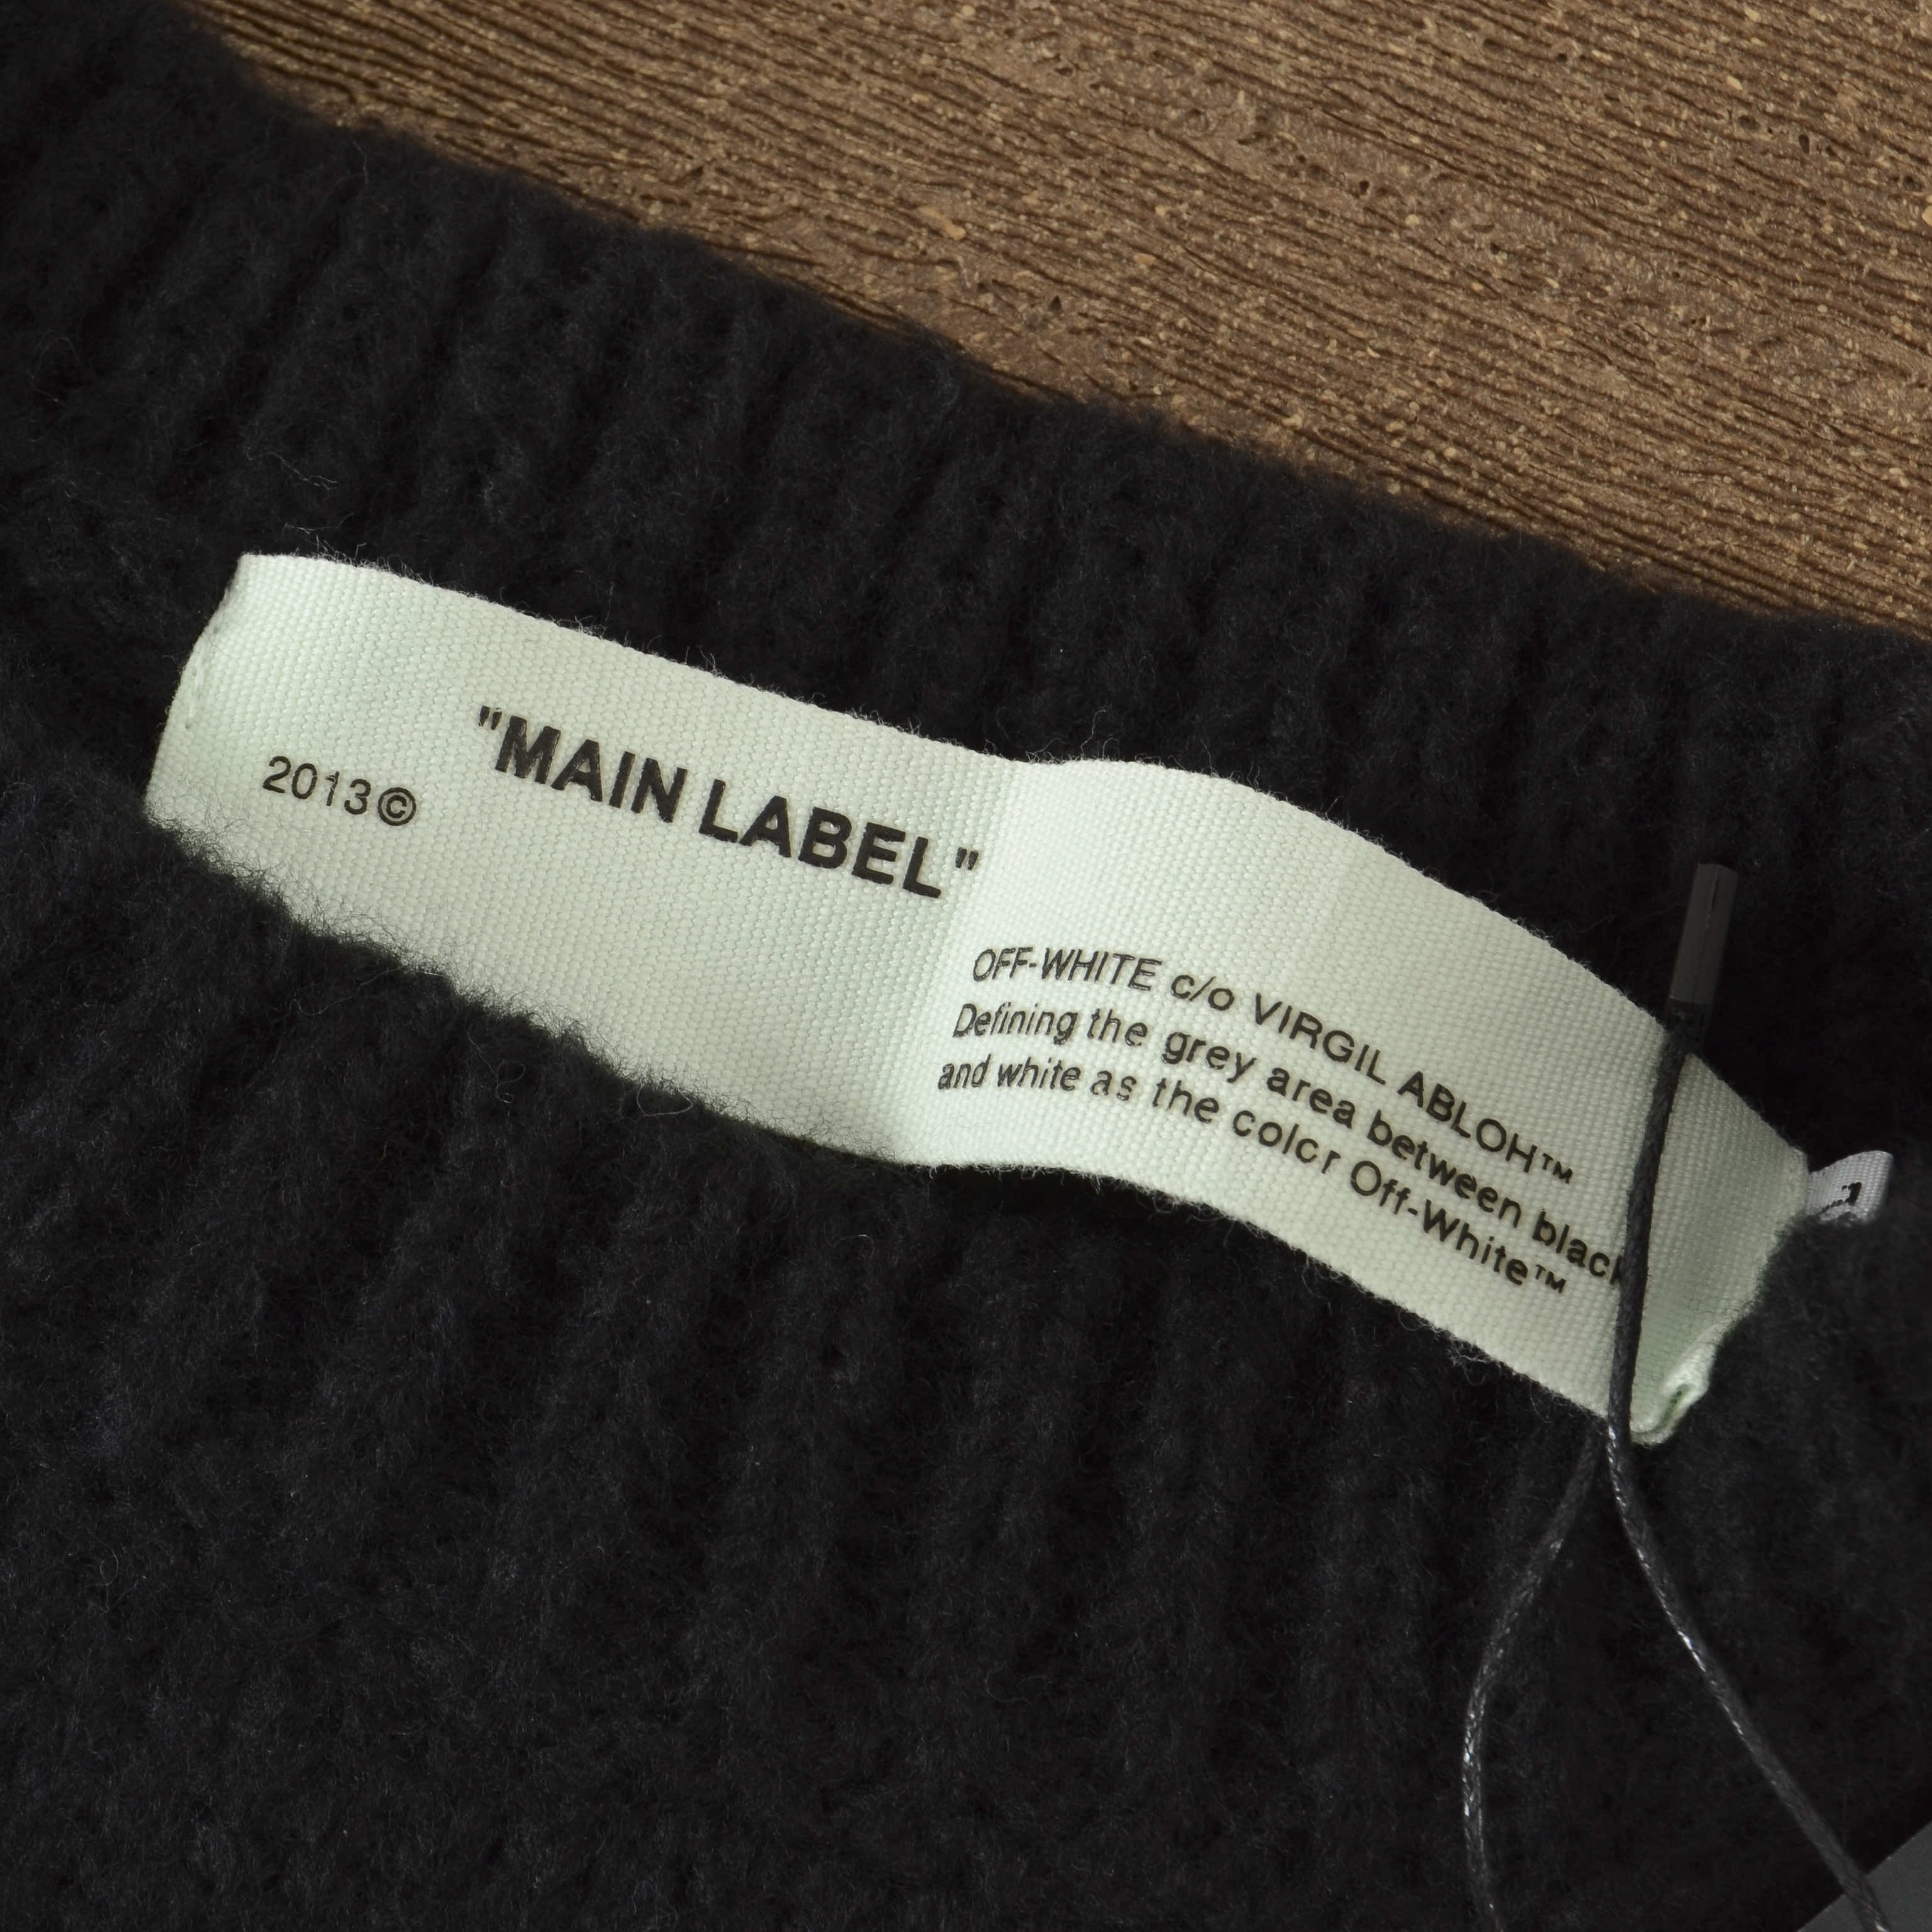 "MAIN LABEL"
2013©
OFF-WHITE c/o VIRGIL ABLOH™
Defining the grey area between black
and white as the colcr Off-White™